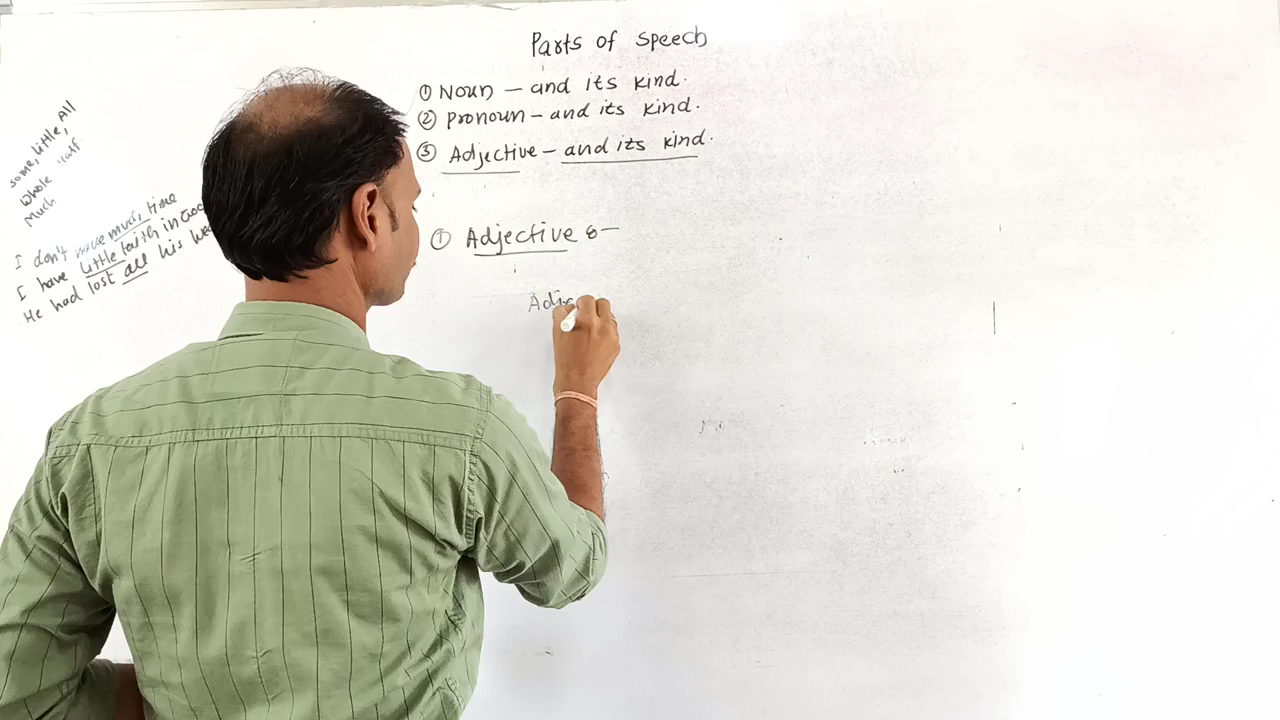 Parts of speech
① Noun – and its kind.
② pronoun – and its kind.
③ Adjective – and its kind.
① Adjective :–
Adje
some, little, All
Whole half
Much
I don't have much time
I have little faith in
He had lost all his